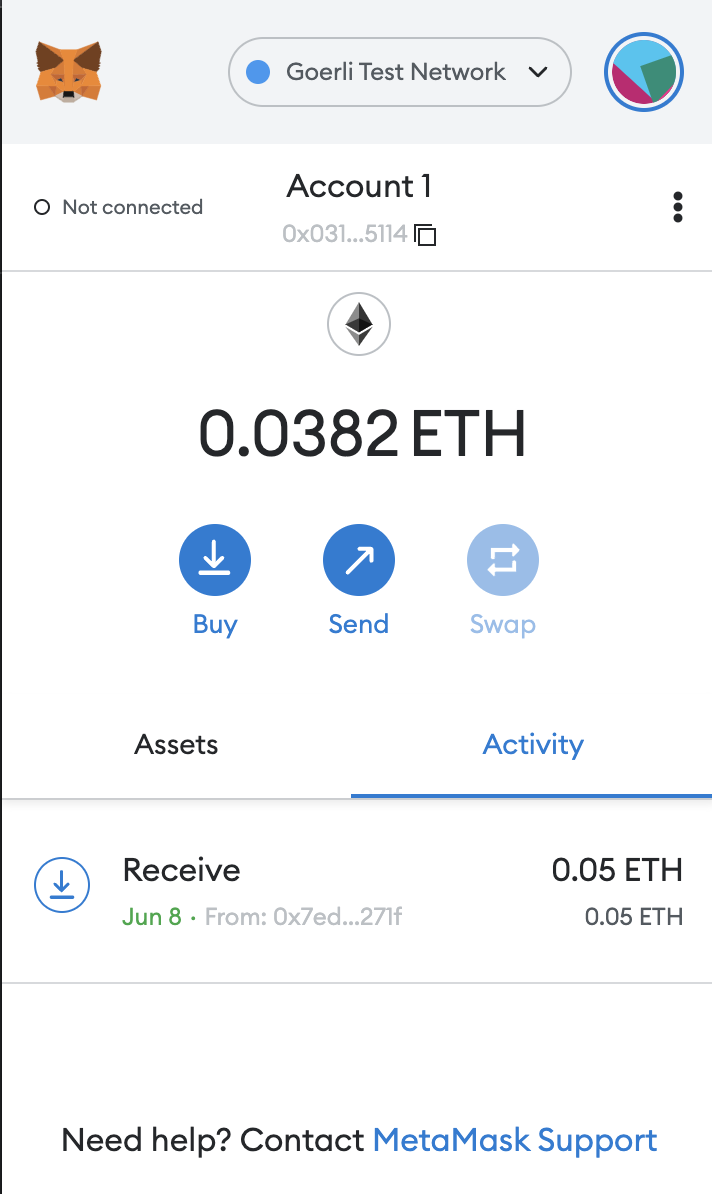 Goerli Test Network
Not connected
Account 1
0x031...5114
0.0382 ETH
Buy
Send
Swap
Assets
Activity
Receive
0.05 ETH
Jun 8 · From: 0x7ed...271f
0.05 ETH
Need help? Contact MetaMask Support